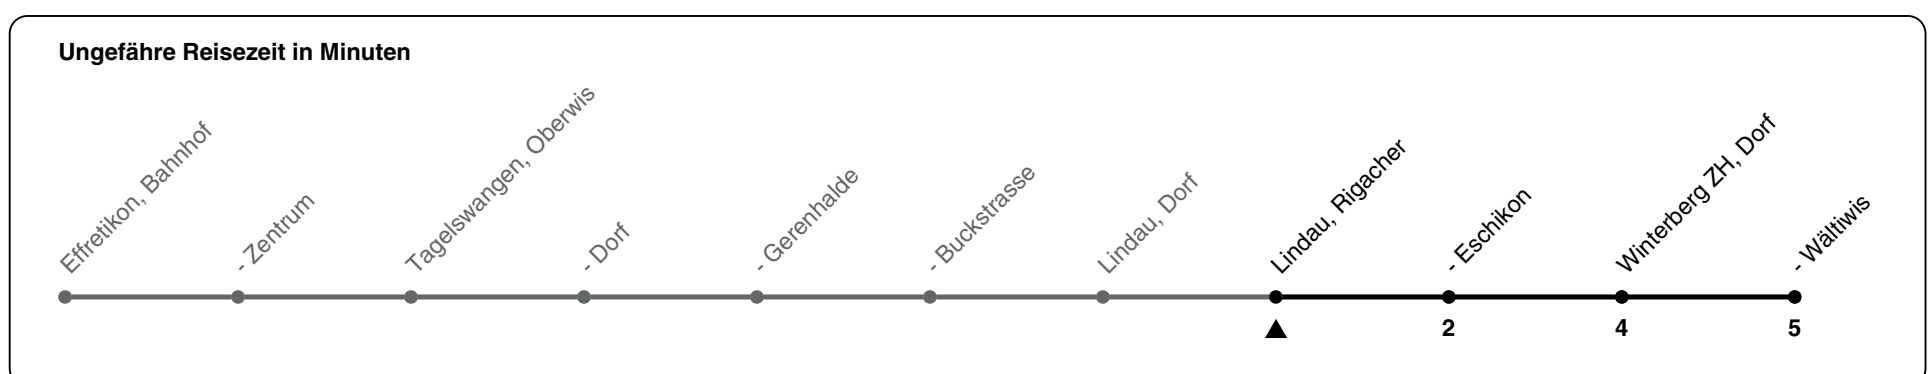 Ungefähre Reisezeit in Minuten
Effretikon, Bahnhof
- Zentrum
Tagelswangen, Oberwis
- Dorf
- Gerenhalde
- Buckstrasse
Lindau, Dorf
Lindau, Rigacher
- Eschikon
Winterberg ZH, Dorf
- Wältiwis
2
4
5